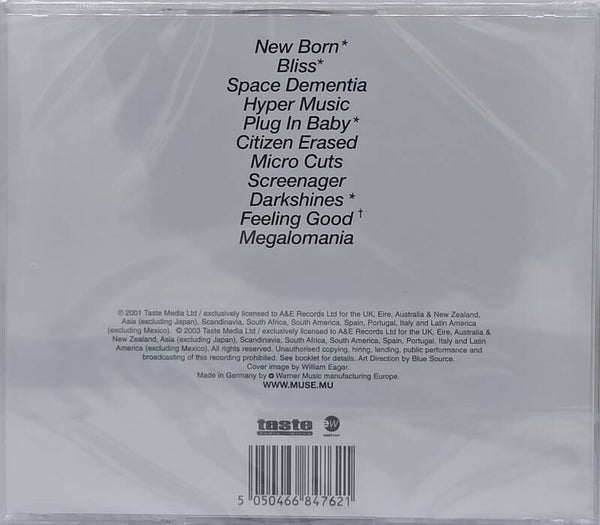 New Born*
Bliss*
Space Dementia
Hyper Music
Plug In Baby*
Citizen Erased
Micro Cuts
Screenager
Darkshines *
Feeling Good †
Megalomania
℗ 2001 Taste Media Ltd / exclusively licensed to A&E Records Ltd for the UK, Eire, Australia & New Zealand,
Asia (excluding Japan), Scandinavia, South Africa, South America, Spain, Portugal, Italy and Latin America
(excluding Mexico). © 2003 Taste Media Ltd / exclusively licensed to A&E Records Ltd for the UK, Eire, Australia &
New Zealand, Asia (excluding Japan), Scandinavia, South Africa, South America, Spain, Portugal, Italy and Latin
America (excluding Mexico). All rights reserved. Unauthorised copying, hiring, lending, public performance and
broadcasting of this recording prohibited. See booklet for details. Art Direction by Blue Source.
Cover image by William Eagar.
Made in Germany by Warner Music manufacturing Europe.
WWW.MUSE.MU
taste
ew
5 050466 847621